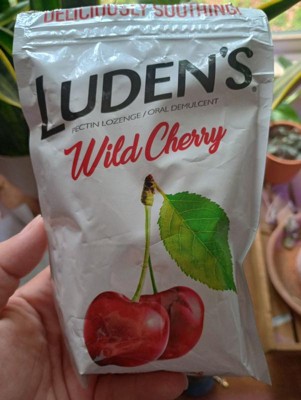 DELICIOUSLY SOOTHING!
LUDEN'S®
PECTIN LOZENGE / ORAL DEMULCENT
Wild Cherry